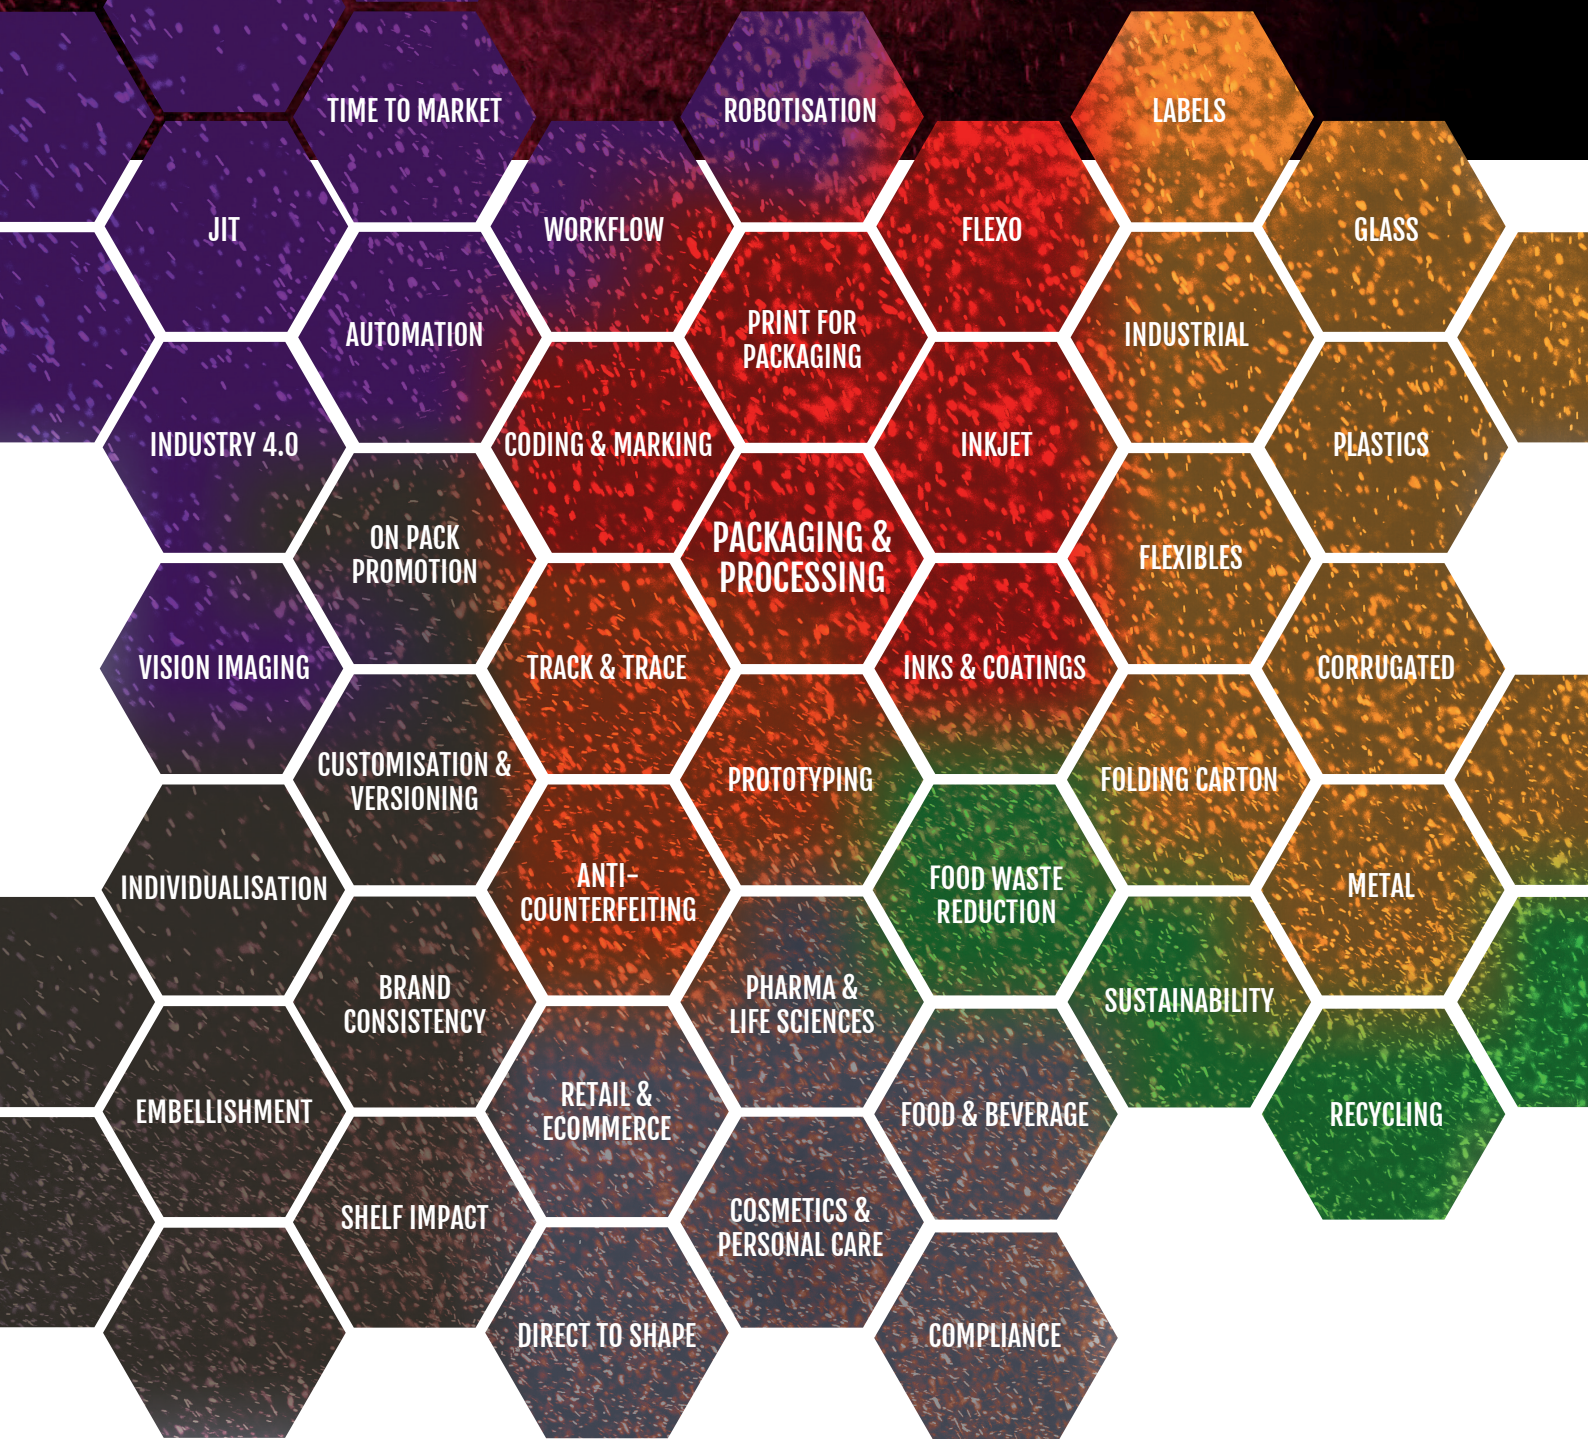 TIME TO MARKET
ROBOTISATION
LABELS
JIT
WORKFLOW
FLEXO
GLASS
AUTOMATION
PRINT FOR
PACKAGING
INDUSTRIAL
INDUSTRY 4.0
CODING & MARKING
INKJET
PLASTICS
ON PACK
PROMOTION
PACKAGING &
PROCESSING
FLEXIBLES
VISION IMAGING
TRACK & TRACE
INKS & COATINGS
CORRUGATED
CUSTOMISATION &
VERSIONING
PROTOTYPING
FOLDING CARTON
INDIVIDUALISATION
ANTI-
COUNTERFEITING
FOOD WASTE
REDUCTION
METAL
BRAND
CONSISTENCY
PHARMA &
LIFE SCIENCES
SUSTAINABILITY
EMBELLISHMENT
RETAIL &
ECOMMERCE
FOOD & BEVERAGE
RECYCLING
SHELF IMPACT
COSMETICS &
PERSONAL CARE
DIRECT TO SHAPE
COMPLIANCE